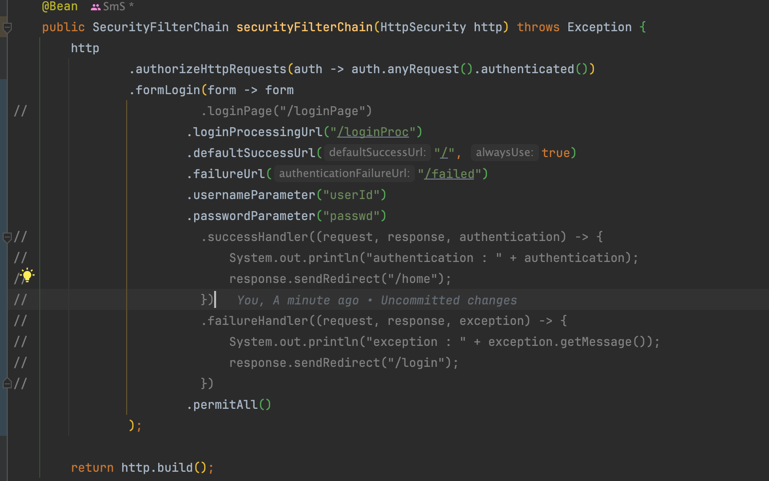 @Bean SmS *
public SecurityFilterChain securityFilterChain(HttpSecurity http) throws Exception {
http
.authorizeHttpRequests(auth -> auth.anyRequest().authenticated())
.formLogin(form -> form
// .loginPage("/loginPage")
.loginProcessingUrl("/loginProc")
.defaultSuccessUrl( defaultSuccessUrl: "/", alwaysUse: true)
.failureUrl( authenticationFailureUrl: "/failed")
.usernameParameter("userId")
.passwordParameter("passwd")
// .successHandler((request, response, authentication) -> {
// System.out.println("authentication : " + authentication);
// response.sendRedirect("/home");
// }) You, A minute ago • Uncommitted changes
// .failureHandler((request, response, exception) -> {
// System.out.println("exception : " + exception.getMessage());
// response.sendRedirect("/login");
// })
.permitAll()
);
return http.build();